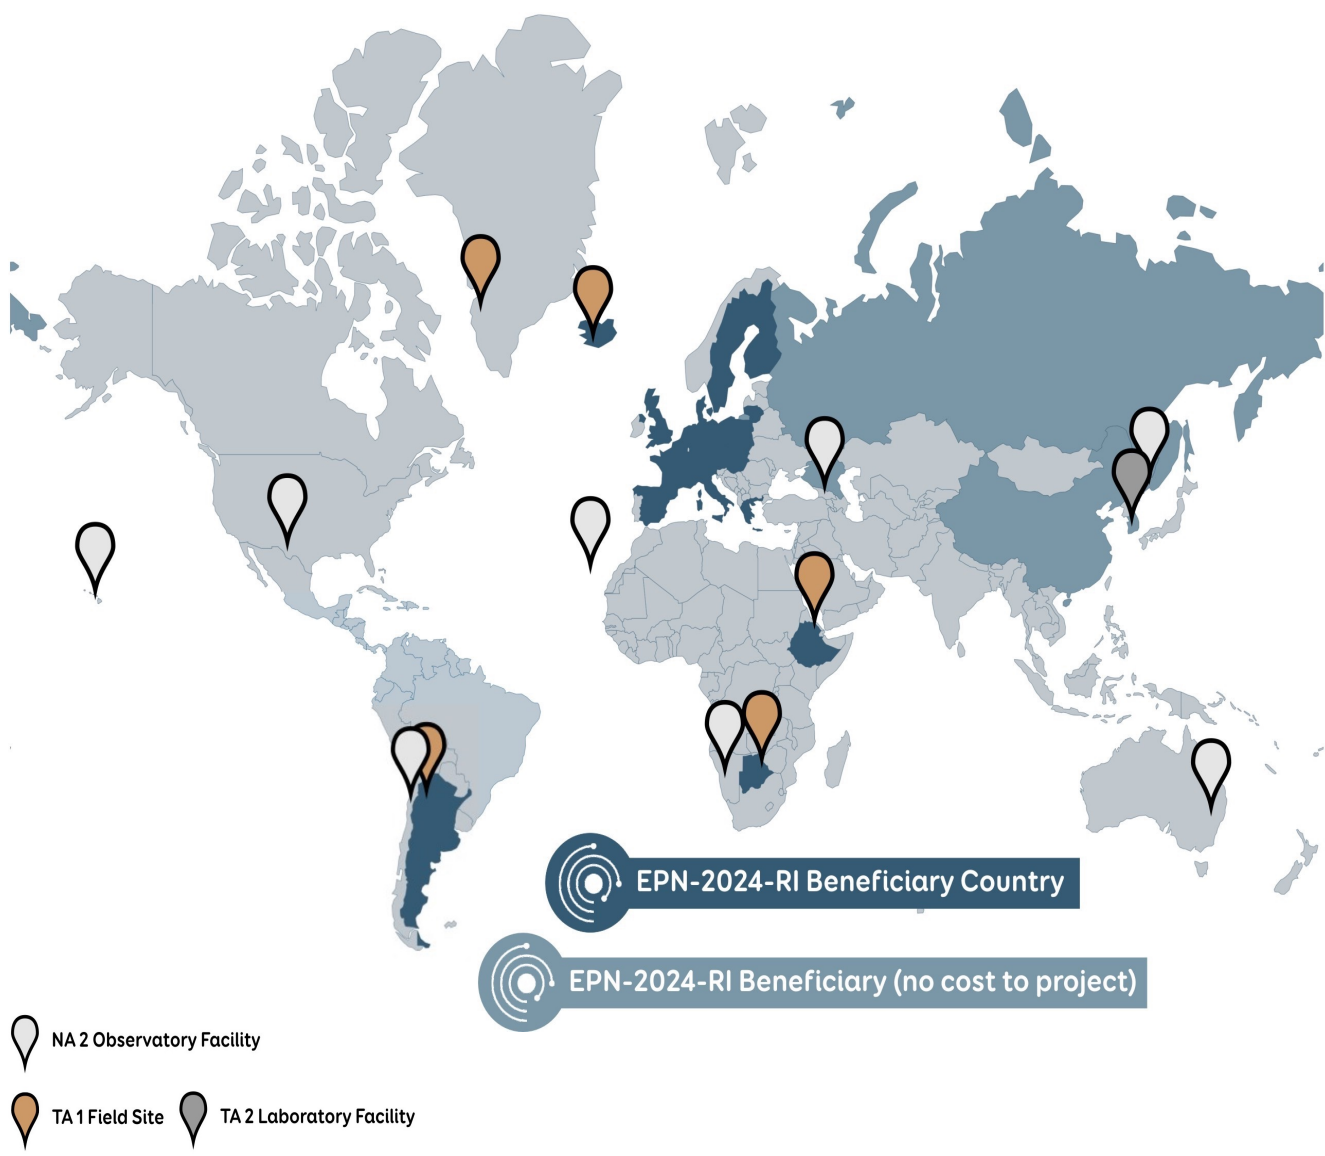 EPN-2024-RI Beneficiary Country
EPN-2024-RI Beneficiary (no cost to project)
NA 2 Observatory Facility
TA 1 Field Site
TA 2 Laboratory Facility